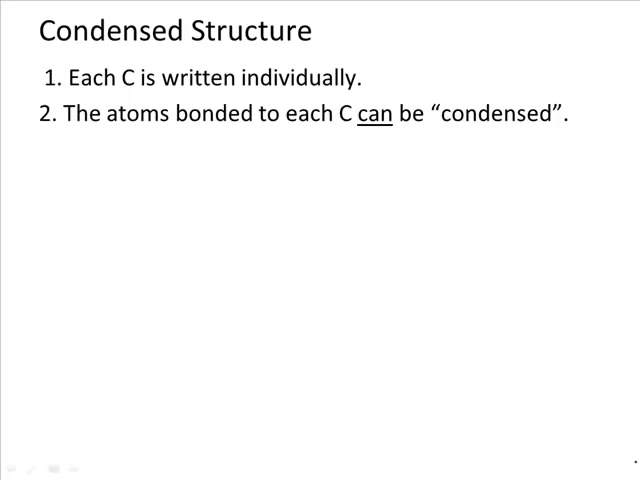 Condensed Structure
1. Each C is written individually.
2. The atoms bonded to each C can be “condensed”.